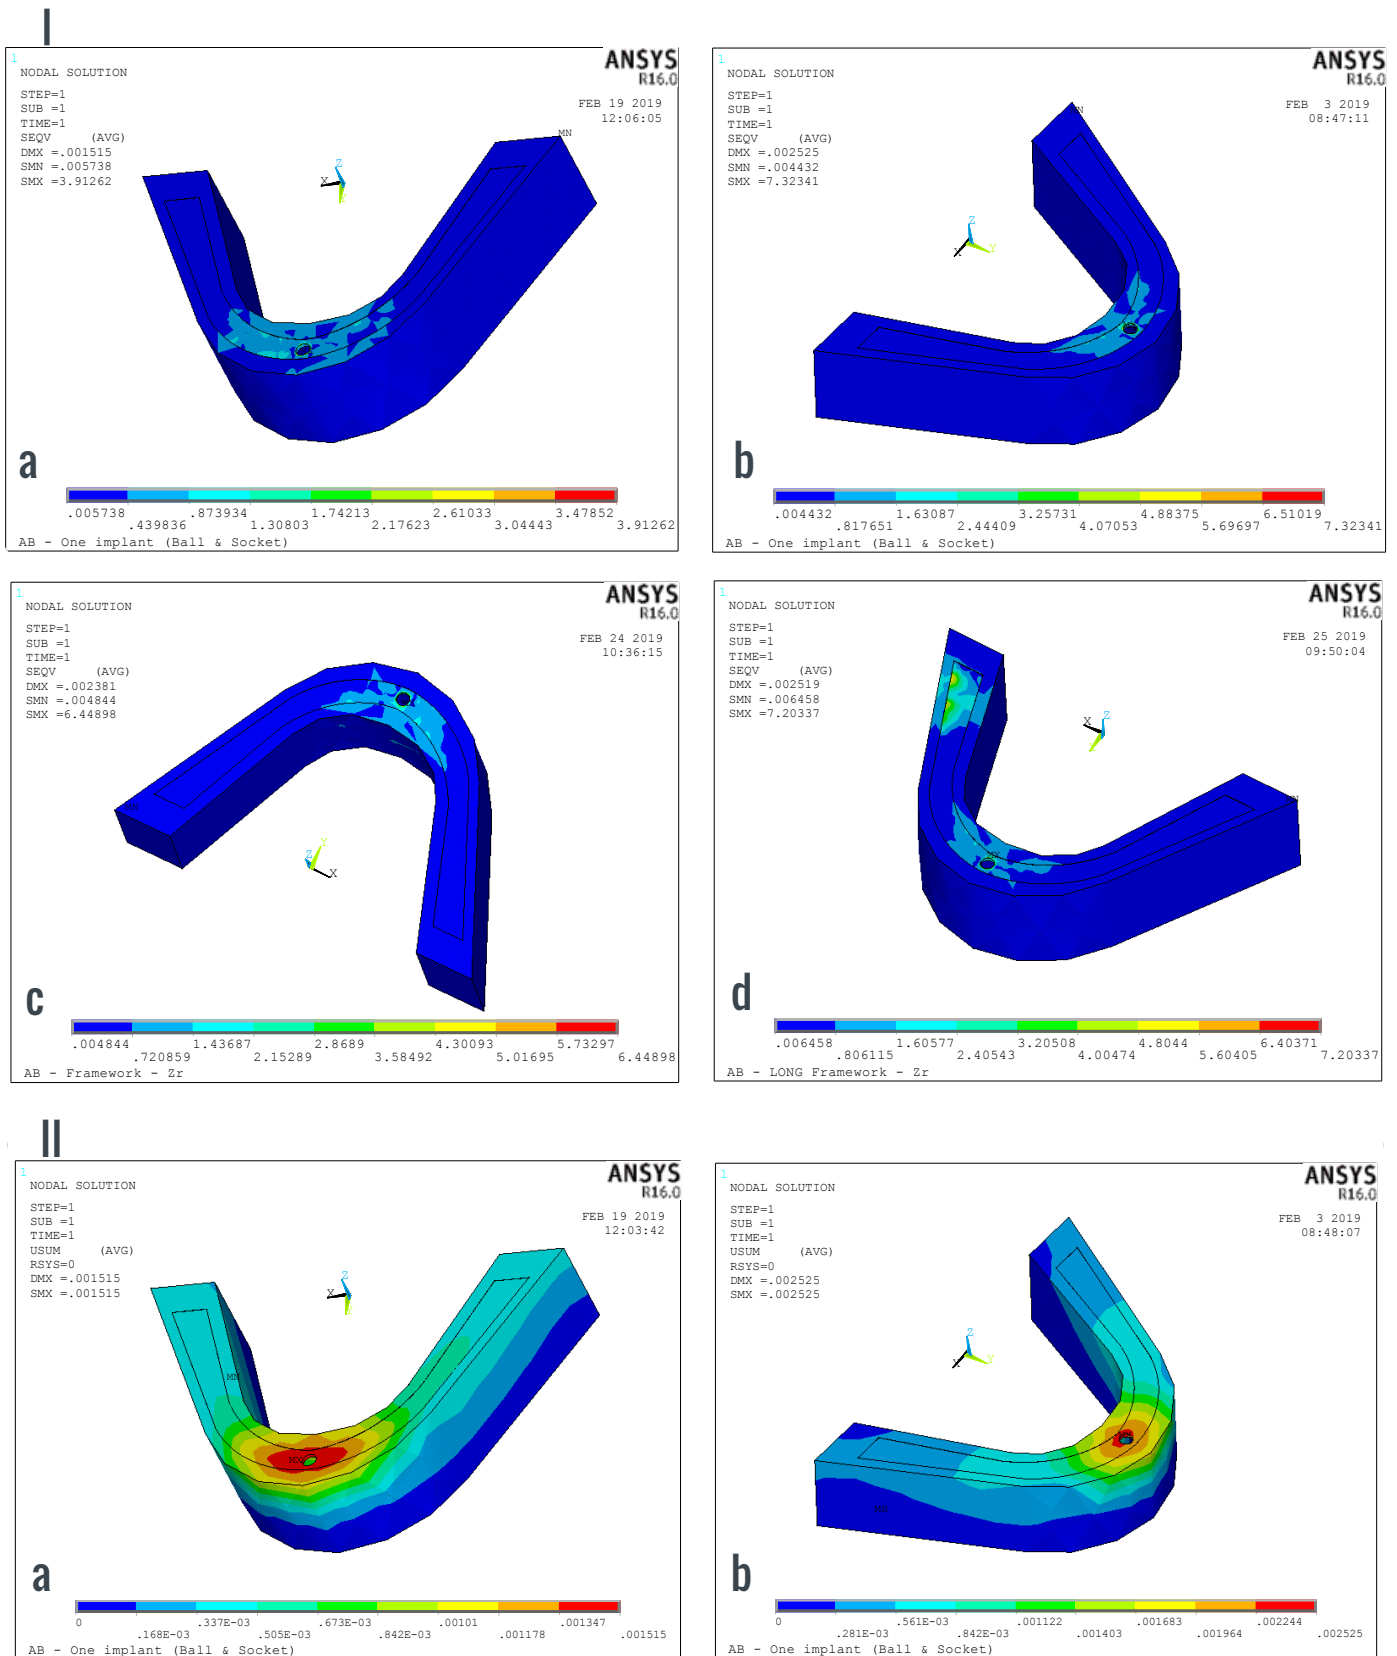 I
1
NODAL SOLUTION
STEP=1
SUB =1
TIME=1
SEQV (AVG)
DMX =.001515
SMN =.005738
SMX =3.91262
ANSYS
R16.0
FEB 19 2019
12:06:05
MN
Z
X
a
.005738 .873934 1.74213 2.61033 3.47852
.439836 1.30803 2.17623 3.04443 3.91262
AB - One implant (Ball & Socket)
1
NODAL SOLUTION
STEP=1
SUB =1
TIME=1
SEQV (AVG)
DMX =.002525
SMN =.004432
SMX =7.32341
ANSYS
R16.0
FEB 3 2019
08:47:11
MN
Z
X
Y
b
.004432 1.63087 3.25731 4.88375 6.51019
.817651 2.44409 4.07053 5.69697 7.32341
AB - One implant (Ball & Socket)
1
NODAL SOLUTION
STEP=1
SUB =1
TIME=1
SEQV (AVG)
DMX =.002381
SMN =.004844
SMX =6.44898
ANSYS
R16.0
FEB 24 2019
10:36:15
MN
Y
Z
X
c
.004844 1.43687 2.8689 4.30093 5.73297
.720859 2.15289 3.58492 5.01695 6.44898
AB - Framework - Zr
1
NODAL SOLUTION
STEP=1
SUB =1
TIME=1
SEQV (AVG)
DMX =.002519
SMN =.006458
SMX =7.20337
ANSYS
R16.0
FEB 25 2019
09:50:04
X
Z
MN
MX
d
.006458 1.60577 3.20508 4.8044 6.40371
.806115 2.40543 4.00474 5.60405 7.20337
AB - LONG Framework - Zr
II
1
NODAL SOLUTION
STEP=1
SUB =1
TIME=1
USUM (AVG)
RSYS=0
DMX =.001515
SMX =.001515
ANSYS
R16.0
FEB 19 2019
12:03:42
Z
X
MN
MX
a
0 .337E-03 .673E-03 .00101 .001347
.168E-03 .505E-03 .842E-03 .001178 .001515
AB - One implant (Ball & Socket)
1
NODAL SOLUTION
STEP=1
SUB =1
TIME=1
USUM (AVG)
RSYS=0
DMX =.002525
SMX =.002525
ANSYS
R16.0
FEB 3 2019
08:48:07
Z
X
Y
MX
MN
b
0 .561E-03 .001122 .001683 .002244
.281E-03 .842E-03 .001403 .001964 .002525
AB - One implant (Ball & Socket)